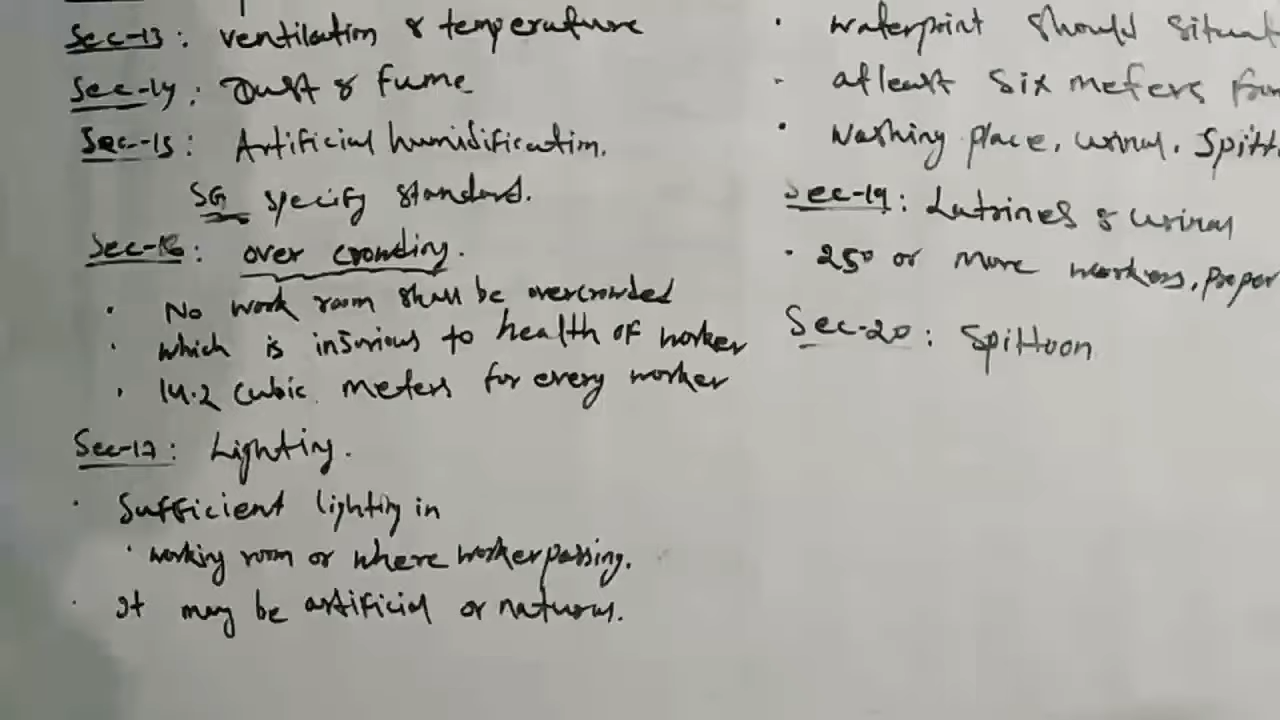 Sec-13: ventilation & temperature
Sec-14: Dust & Fume
Sec-15: Artificial humidification.
SG specify standard.
Sec-16: over crowding.
· No work room shall be overcrowded
· which is injurious to health of worker
· 14.2 cubic meters for every worker
Sec-17: Lighting.
· Sufficient lighting in
· working room or where worker passing.
· It may be artificial or natural.
· waterpoint should situat
· atleast six meters from
· washing place, urinal, Spitt
Sec-19: Latrines & urinal
· 250 or more workers, proper
Sec-20: Spittoon